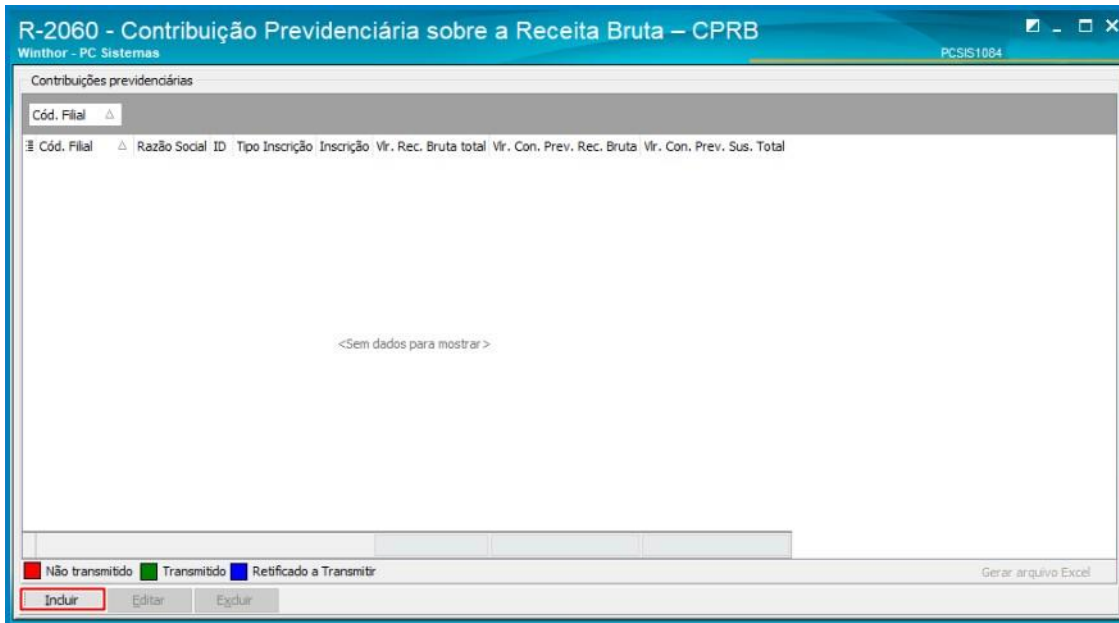 R-2060 - Contribuição Previdenciária sobre a Receita Bruta – CPRB
Winthor - PC Sistemas
PCSIS1084
Contribuições previdenciárias
Cód. Filial
Cód. Filial Razão Social ID Tipo Inscrição Inscrição Vlr. Rec. Bruta total Vlr. Con. Prev. Rec. Bruta Vlr. Con. Prev. Sus. Total
<Sem dados para mostrar>
Não transmitido Transmitido Retificado a Transmitir Gerar arquivo Excel
Incluir Editar Excluir